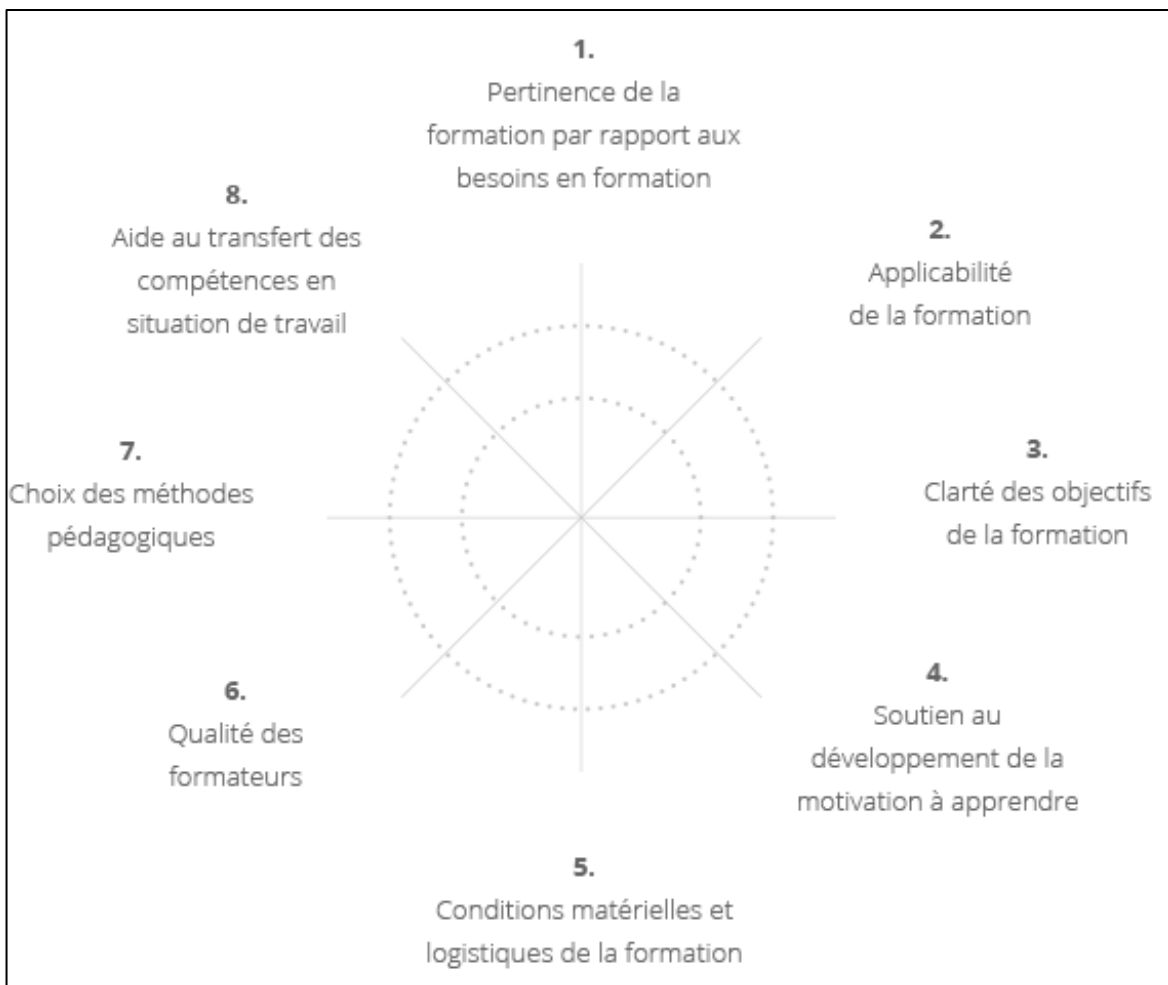 1.
Pertinence de la
formation par rapport aux
besoins en formation
2.
Applicabilité
de la formation
3.
Clarté des objectifs
de la formation
4.
Soutien au
développement de la
motivation à apprendre
5.
Conditions matérielles et
logistiques de la formation
6.
Qualité des
formateurs
7.
Choix des méthodes
pédagogiques
8.
Aide au transfert des
compétences en
situation de travail